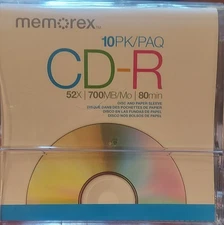 memorex
10PK/PAQ
CD-R
52X | 700MB/Mo | 80min
DISC AND PAPER SLEEVE